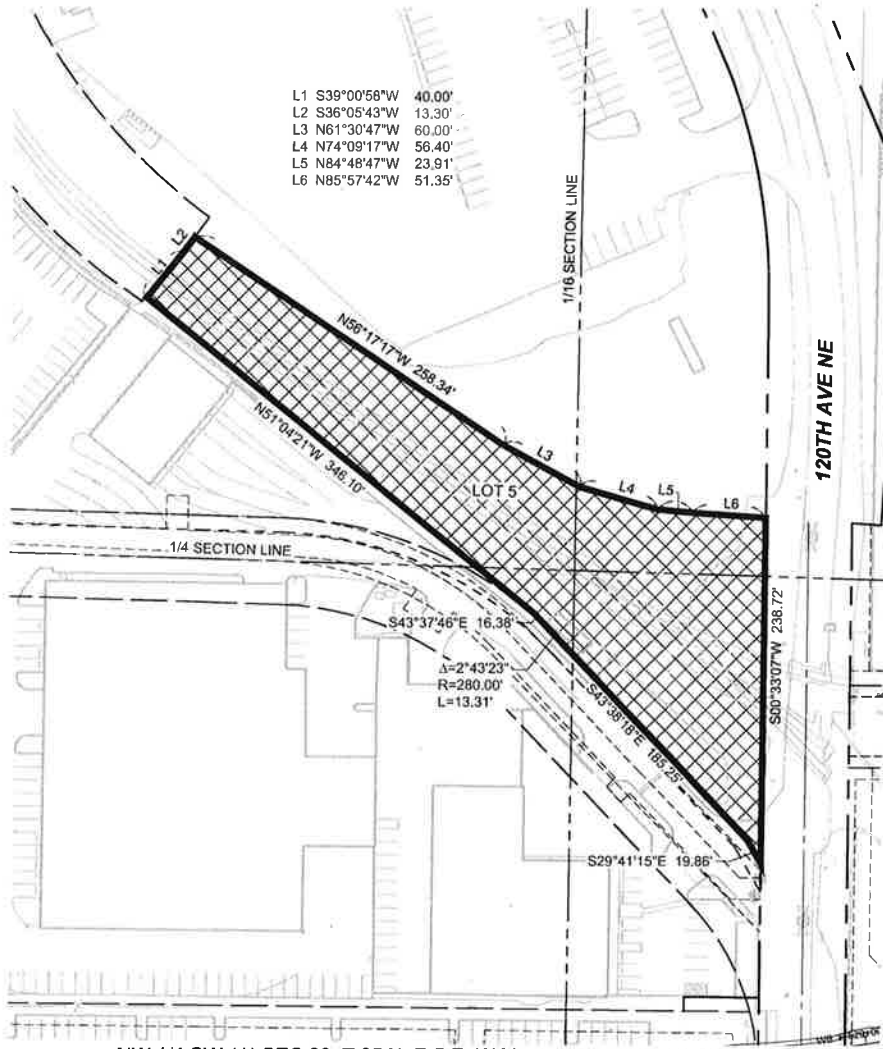 L1 S39°00'58"W 40.00'
L2 S36°05'43"W 13.30'
L3 N61°30'47"W 60.00'
L4 N74°09'17"W 56.40'
L5 N84°48'47"W 23.91'
L6 N85°57'42"W 51.35'
1/16 SECTION LINE
120TH AVE NE
L2
L1
N56°17'17"W 258.34'
L3
N51°04'21"W 346.10'
LOT 5
L4
L5
L6
1/4 SECTION LINE
S43°37'46"E 16.38'
S00°33'07"W 238.72'
Δ=2°43'23"
R=280.00'
L=13.31'
S43°38'18"E 185.25'
S29°41'15"E 19.86'